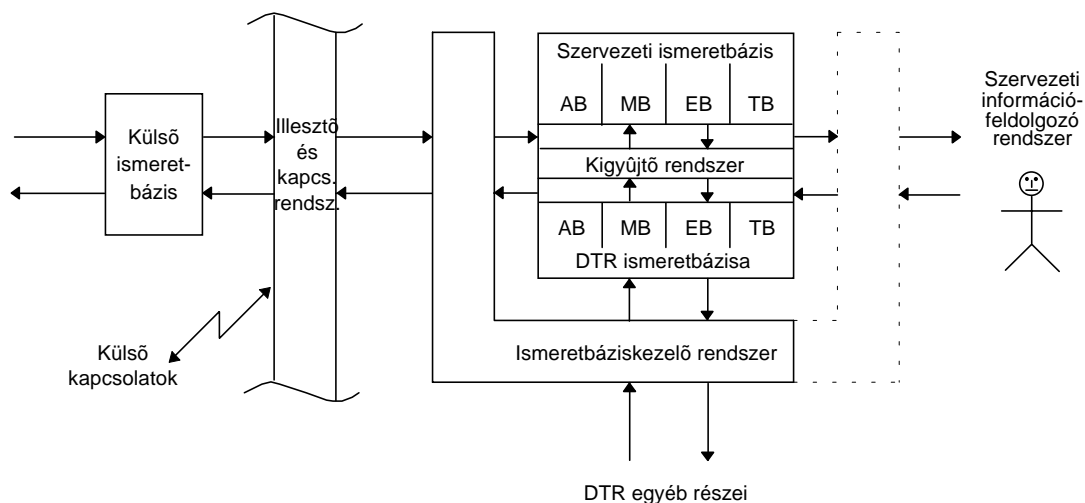 Szervezeti ismeretbázis
AB MB EB TB
Kigyûjtõ rendszer
AB MB EB TB
DTR ismeretbázisa
Külsõ
ismeret-
bázis
Illesztõ
és
kapcs.
rendsz.
Szervezeti
információ-
feldolgozó
rendszer
Külsõ
kapcsolatok
Ismeretbáziskezelõ rendszer
DTR egyéb részei